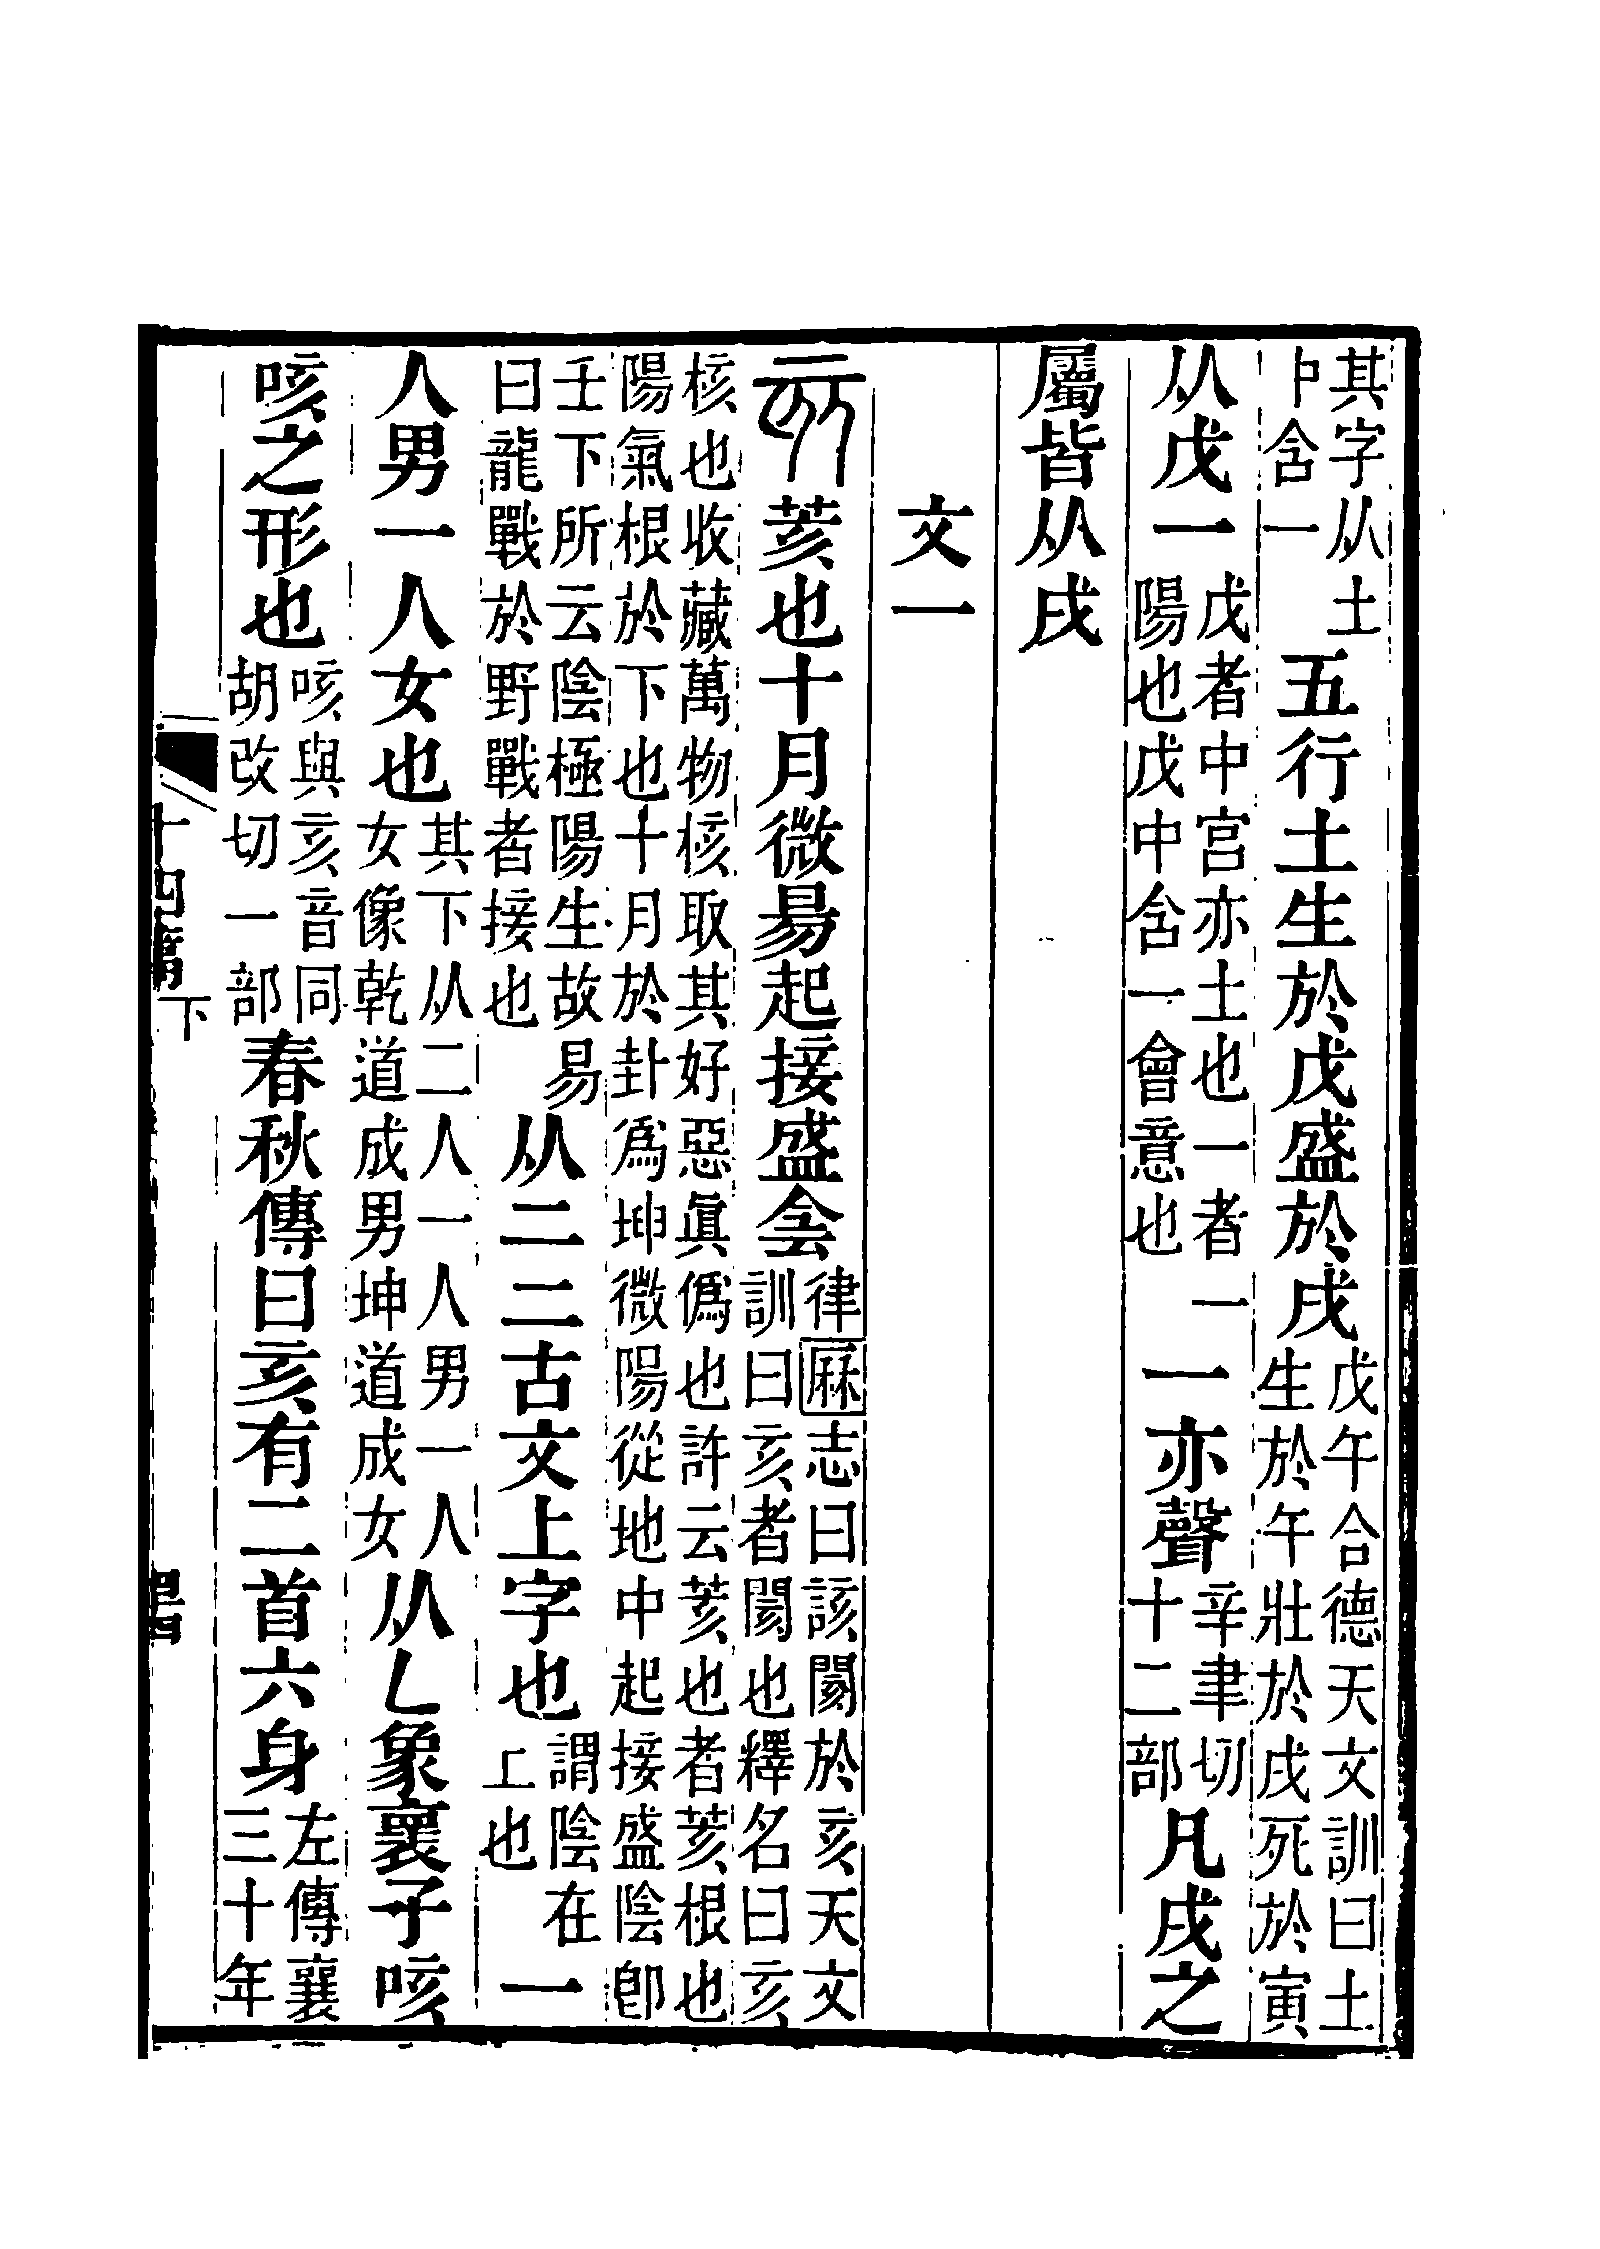 其字从土中含一五行土生於戊盛於戌戊午合德天文訓曰土生於午壯於戌死於寅
从戊一戊者中宮亦土也一者一陽也戊中含一會意也一亦聲辛聿切十二部凡戌之
屬皆从戌
文一
亥荄也十月微昜起接盛侌律厤志曰該閡於亥天文訓曰亥者閡也釋名曰亥
核也收藏萬物核取其好惡眞僞也許云荄也者荄根也陽氣根於下也十月於卦爲坤微陽從地中起接盛陰卽
壬下所云陰極陽生故易曰龍戰於野戰者接也从二二古文上字也謂陰在上也一
人男一人女也其下从二人一人男一人女像乾道成男坤道成女从乚象褱子咳
咳之形也咳與亥音同胡改切一部春秋傳曰亥有二首六身左傳襄三十年
十四篇下